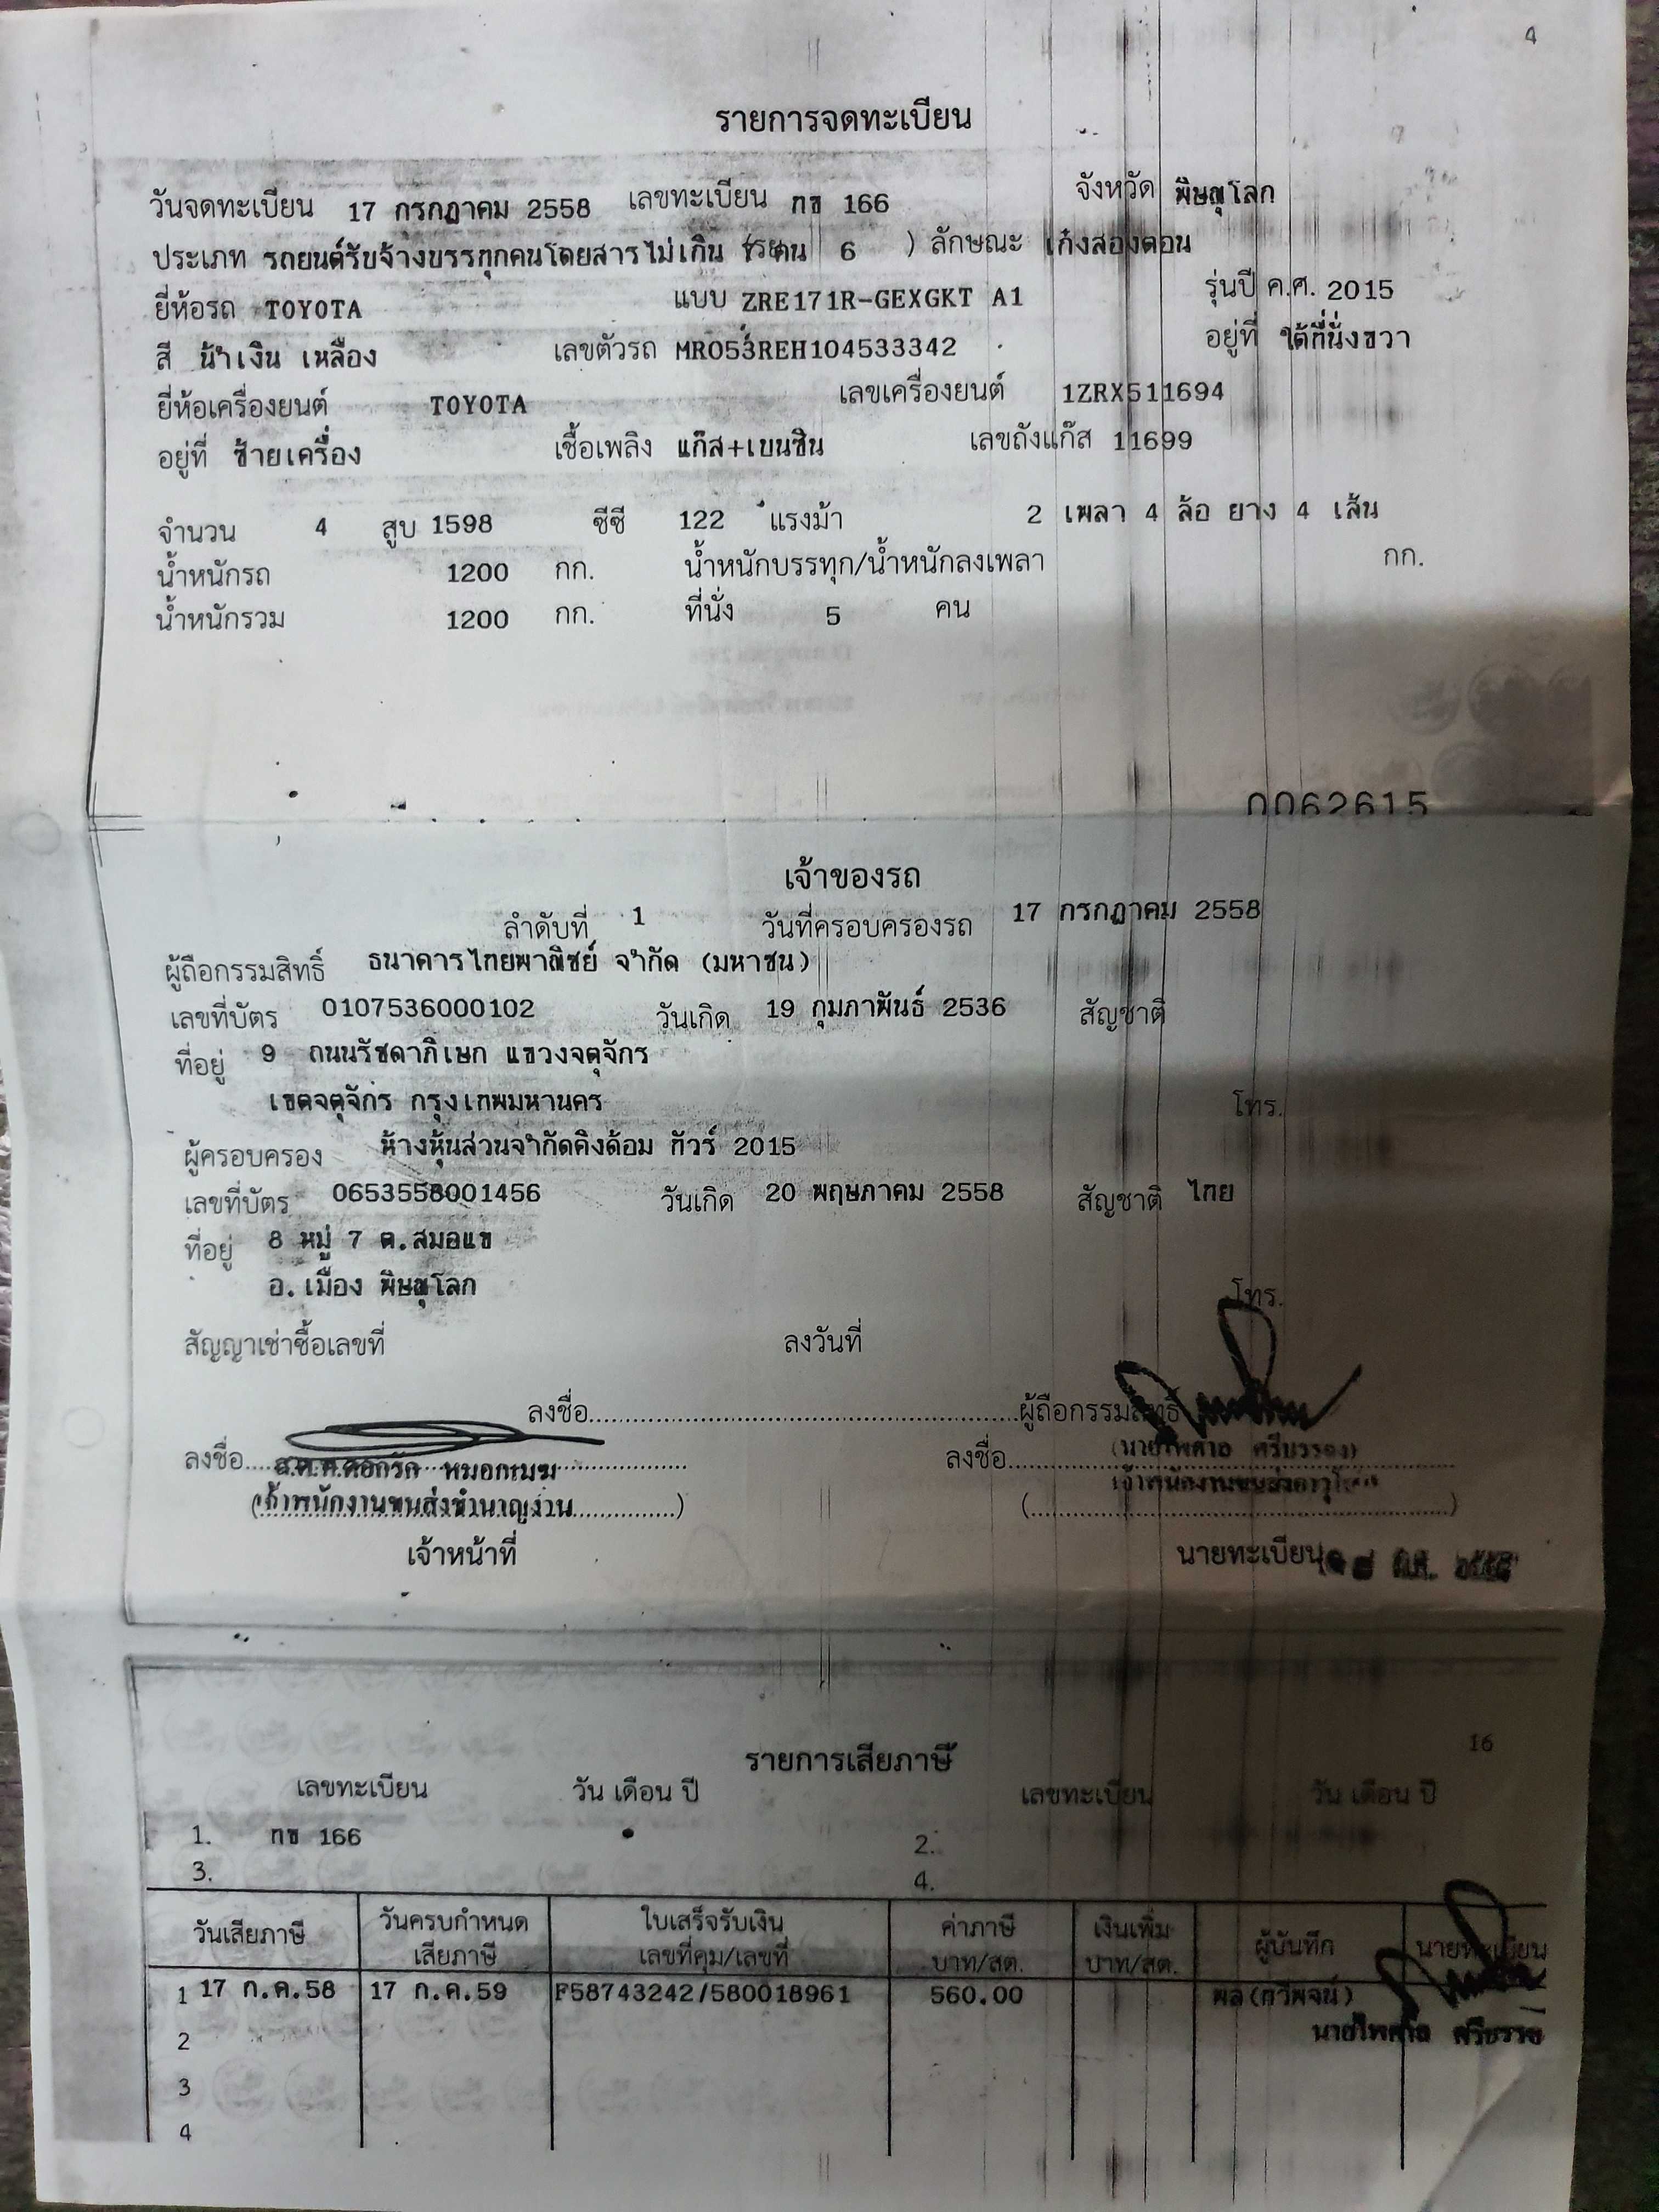 4
รายการจดทะเบียน
วันจดทะเบียน 17 กรกฎาคม 2558 เลขทะเบียน กข 166 จังหวัด พิษณุโลก
ประเภท รถยนต์รับจ้างบรรทุกคนโดยสารไม่เกิน คน 6 ) ลักษณะ เก๋งสองตอน
ยี่ห้อรถ TOYOTA แบบ ZRE171R-GEXGKT A1 รุ่นปี ค.ศ. 2015
สี น้ำเงิน เหลือง เลขตัวรถ MR053REH104533342 อยู่ที่ ใต้ที่นั่งขวา
ยี่ห้อเครื่องยนต์ TOYOTA เลขเครื่องยนต์ 1ZRX511694
อยู่ที่ ซ้ายเครื่อง เชื้อเพลิง แก๊ส+เบนซิน เลขถังแก๊ส 11699
จำนวน 4 สูบ 1598 ซีซี 122 แรงม้า 2 เพลา 4 ล้อ ยาง 4 เส้น
น้ำหนักรถ 1200 กก. น้ำหนักบรรทุก/น้ำหนักลงเพลา กก.
น้ำหนักรวม 1200 กก. ที่นั่ง 5 คน
0062615
เจ้าของรถ
ลำดับที่ 1 วันที่ครอบครองรถ 17 กรกฎาคม 2558
ผู้ถือกรรมสิทธิ์ ธนาคารไทยพาณิชย์ จำกัด (มหาชน)
เลขที่บัตร 0107536000102 วันเกิด 19 กุมภาพันธ์ 2536 สัญชาติ
ที่อยู่ 9 ถนนรัชดาภิเษก แขวงจตุจักร
เขตจตุจักร กรุงเทพมหานคร โทร.
ผู้ครอบครอง ห้างหุ้นส่วนจำกัดคิงด้อม ทัวร์ 2015
เลขที่บัตร 0653558001456 วันเกิด 20 พฤษภาคม 2558 สัญชาติ ไทย
ที่อยู่ 8 หมู่ 7 ต.สมอแข
อ.เมือง พิษณุโลก โทร.
สัญญาเช่าซื้อเลขที่ ลงวันที่
ลงชื่อ ผู้ถือกรรมสิทธิ์
ลงชื่อ ลงชื่อ
(เจ้าพนักงานขนส่งชำนาญงาน)
เจ้าหน้าที่ นายทะเบียน
16
รายการเสียภาษี
เลขทะเบียน วัน เดือน ปี เลขทะเบียน วัน เดือน ปี
1. กข 166 2.
3. 4.
วันเสียภาษี วันครบกำหนด เสียภาษี ใบเสร็จรับเงิน เลขที่คุม/เลขที่ ค่าภาษี บาท/สต. เงินเพิ่ม บาท/สต. ผู้บันทึก นายทะเบียน
1 17 ก.ค.58 17 ก.ค.59 F58743242/580018961 560.00
2
3
4